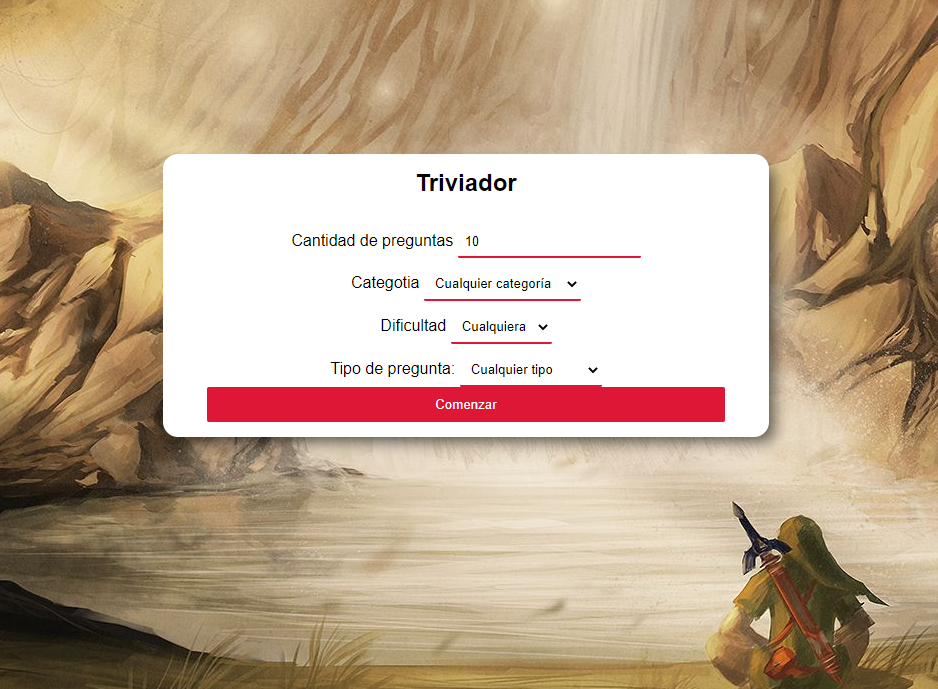 Triviador
Cantidad de preguntas 10
Categotia Cualquier categoría
Dificultad Cualquiera
Tipo de pregunta: Cualquier tipo
Comenzar